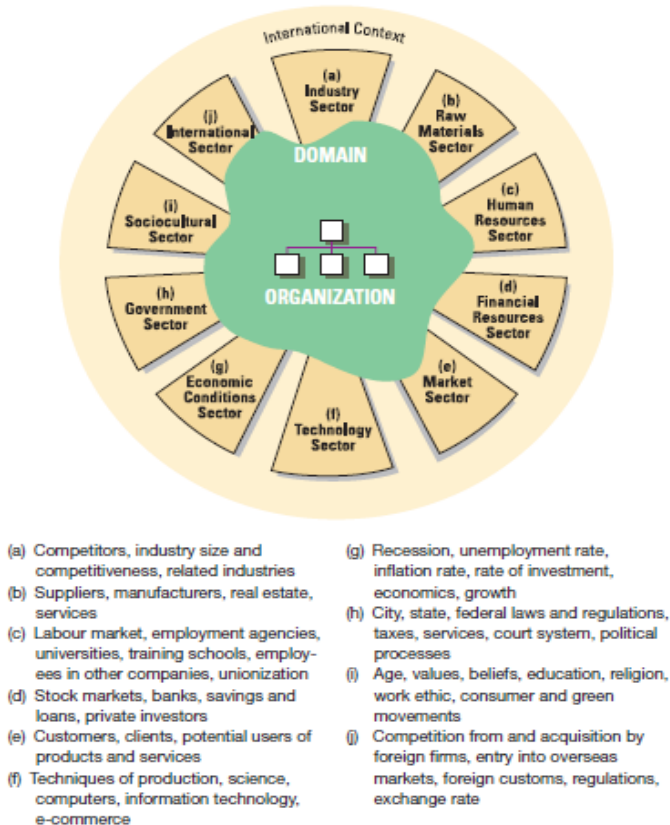 International Context
(a)
Industry
Sector
(b)
Raw
Materials
Sector
(c)
Human
Resources
Sector
(d)
Financial
Resources
Sector
(e)
Market
Sector
(f)
Technology
Sector
(g)
Economic
Conditions
Sector
(h)
Government
Sector
(i)
Sociocultural
Sector
(j)
International
Sector
DOMAIN
ORGANIZATION
(a) Competitors, industry size and
competitiveness, related industries
(b) Suppliers, manufacturers, real estate,
services
(c) Labour market, employment agencies,
universities, training schools, employ-
ees in other companies, unionization
(d) Stock markets, banks, savings and
loans, private investors
(e) Customers, clients, potential users of
products and services
(f) Techniques of production, science,
computers, information technology,
e-commerce
(g) Recession, unemployment rate,
inflation rate, rate of investment,
economics, growth
(h) City, state, federal laws and regulations,
taxes, services, court system, political
processes
(i) Age, values, beliefs, education, religion,
work ethic, consumer and green
movements
(j) Competition from and acquisition by
foreign firms, entry into overseas
markets, foreign customs, regulations,
exchange rate